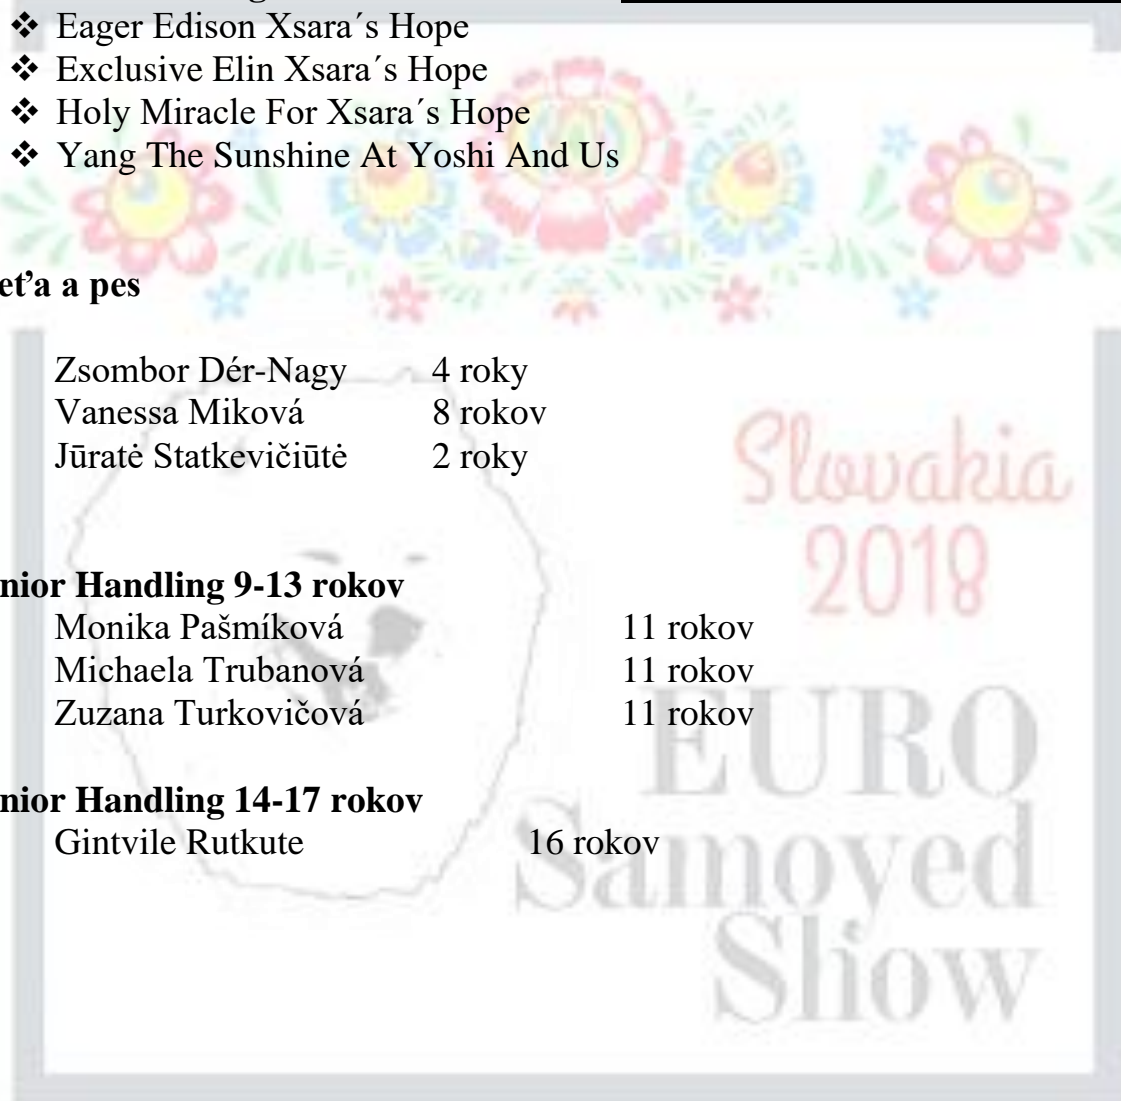 ❖ Eager Edison Xsara´s Hope
❖ Exclusive Elin Xsara´s Hope
❖ Holy Miracle For Xsara´s Hope
❖ Yang The Sunshine At Yoshi And Us
eťa a pes
Zsombor Dér-Nagy 4 roky
Vanessa Miková 8 rokov
Jūratė Statkevičiūtė 2 roky
nior Handling 9-13 rokov
Monika Pašmíková 11 rokov
Michaela Trubanová 11 rokov
Zuzana Turkovičová 11 rokov
nior Handling 14-17 rokov
Gintvile Rutkute 16 rokov
Slovakia
2018
EURO
Samoyed
Show